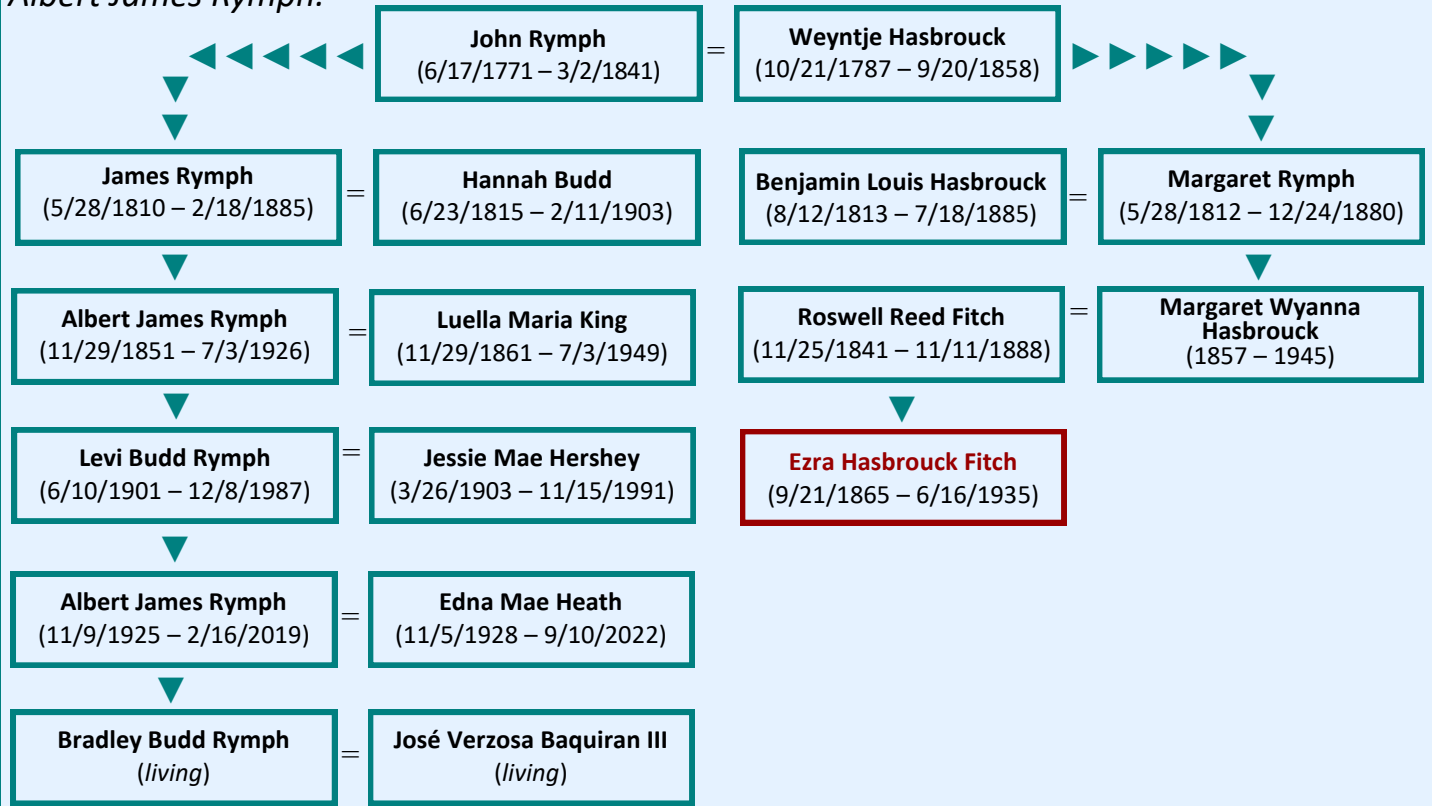 Albert James Rymph.
John Rymph
(6/17/1771 – 3/2/1841)
=
Weyntje Hasbrouck
(10/21/1787 – 9/20/1858)
James Rymph
(5/28/1810 – 2/18/1885)
=
Hannah Budd
(6/23/1815 – 2/11/1903)
Benjamin Louis Hasbrouck
(8/12/1813 – 7/18/1885)
=
Margaret Rymph
(5/28/1812 – 12/24/1880)
Albert James Rymph
(11/29/1851 – 7/3/1926)
=
Luella Maria King
(11/29/1861 – 7/3/1949)
Roswell Reed Fitch
(11/25/1841 – 11/11/1888)
=
Margaret Wyanna
Hasbrouck
(1857 – 1945)
Levi Budd Rymph
(6/10/1901 – 12/8/1987)
=
Jessie Mae Hershey
(3/26/1903 – 11/15/1991)
Ezra Hasbrouck Fitch
(9/21/1865 – 6/16/1935)
Albert James Rymph
(11/9/1925 – 2/16/2019)
=
Edna Mae Heath
(11/5/1928 – 9/10/2022)
Bradley Budd Rymph
(living)
=
José Verzosa Baquiran III
(living)